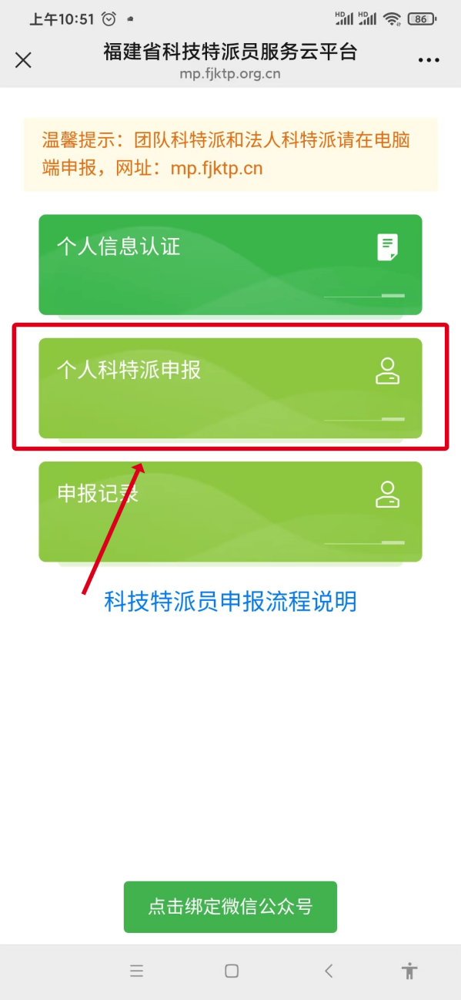 上午10:51
HD HD 86
福建省科技特派员服务云平台
mp.fjktp.org.cn
温馨提示：团队科特派和法人科特派请在电脑
端申报，网址：mp.fjktp.cn
个人信息认证
个人科特派申报
申报记录
科技特派员申报流程说明
点击绑定微信公众号